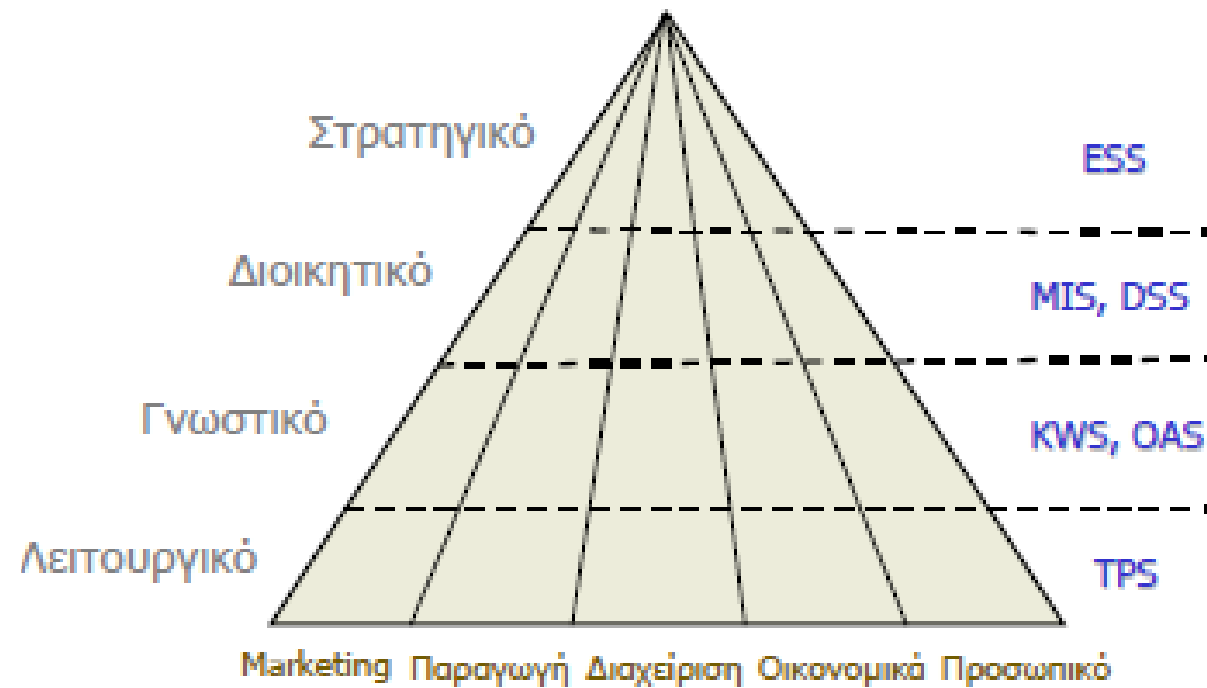 Στρατηγικό
ESS
Διοικητικό
MIS, DSS
Γνωστικό
KWS, OAS
Λειτουργικό
TPS
Marketing Παραγωγή Διαχείριση Οικονομικά Προσωπικό